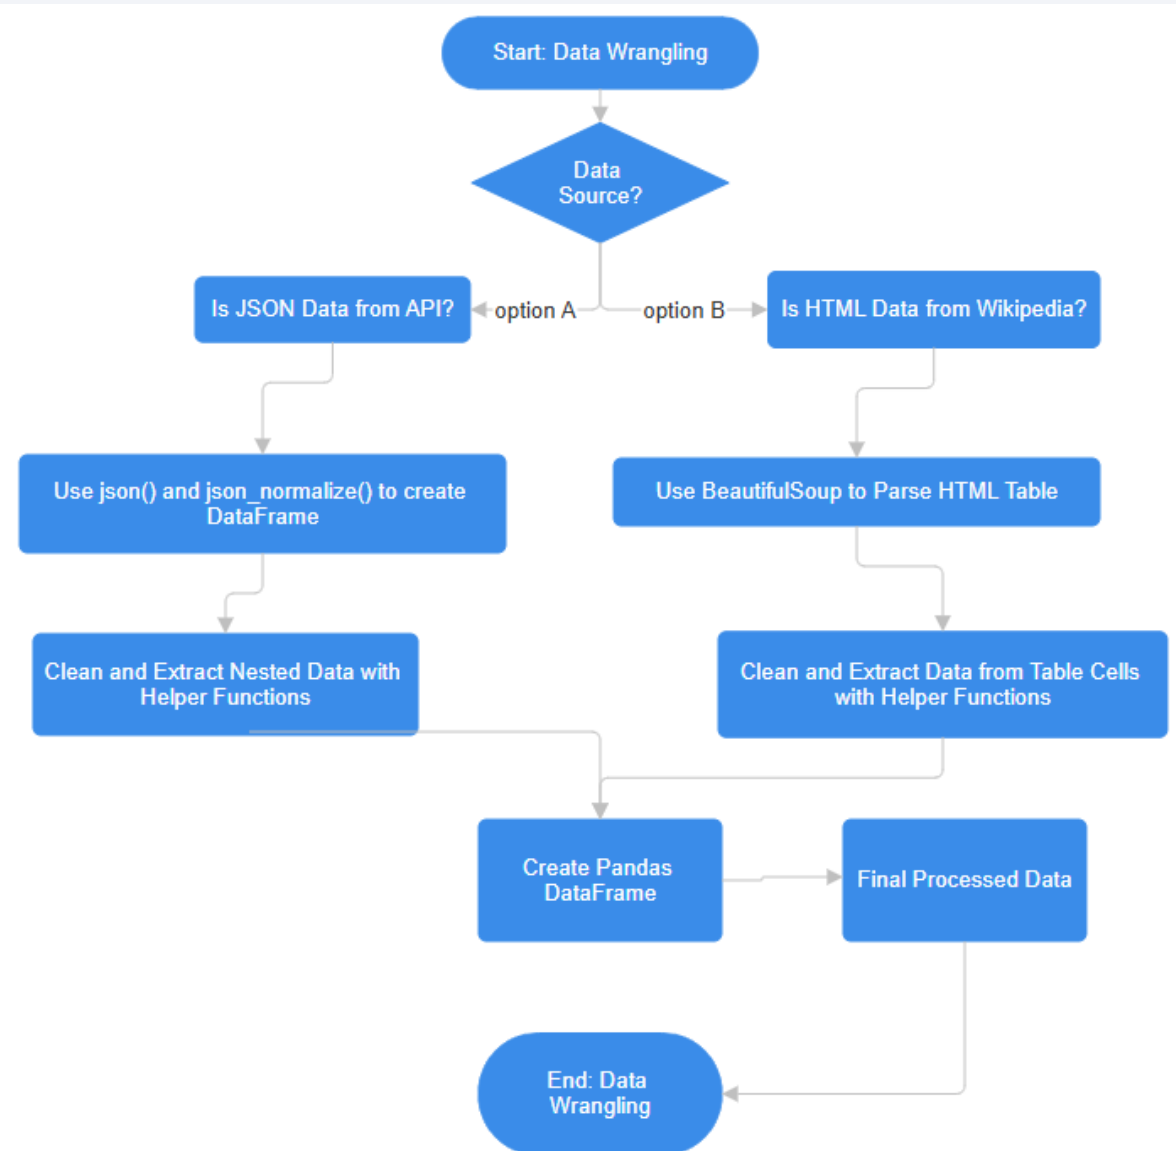 Start: Data Wrangling
Data
Source?
Is JSON Data from API?
option A
option B
Is HTML Data from Wikipedia?
Use json() and json_normalize() to create
DataFrame
Use BeautifulSoup to Parse HTML Table
Clean and Extract Nested Data with
Helper Functions
Clean and Extract Data from Table Cells
with Helper Functions
Create Pandas
DataFrame
Final Processed Data
End: Data
Wrangling